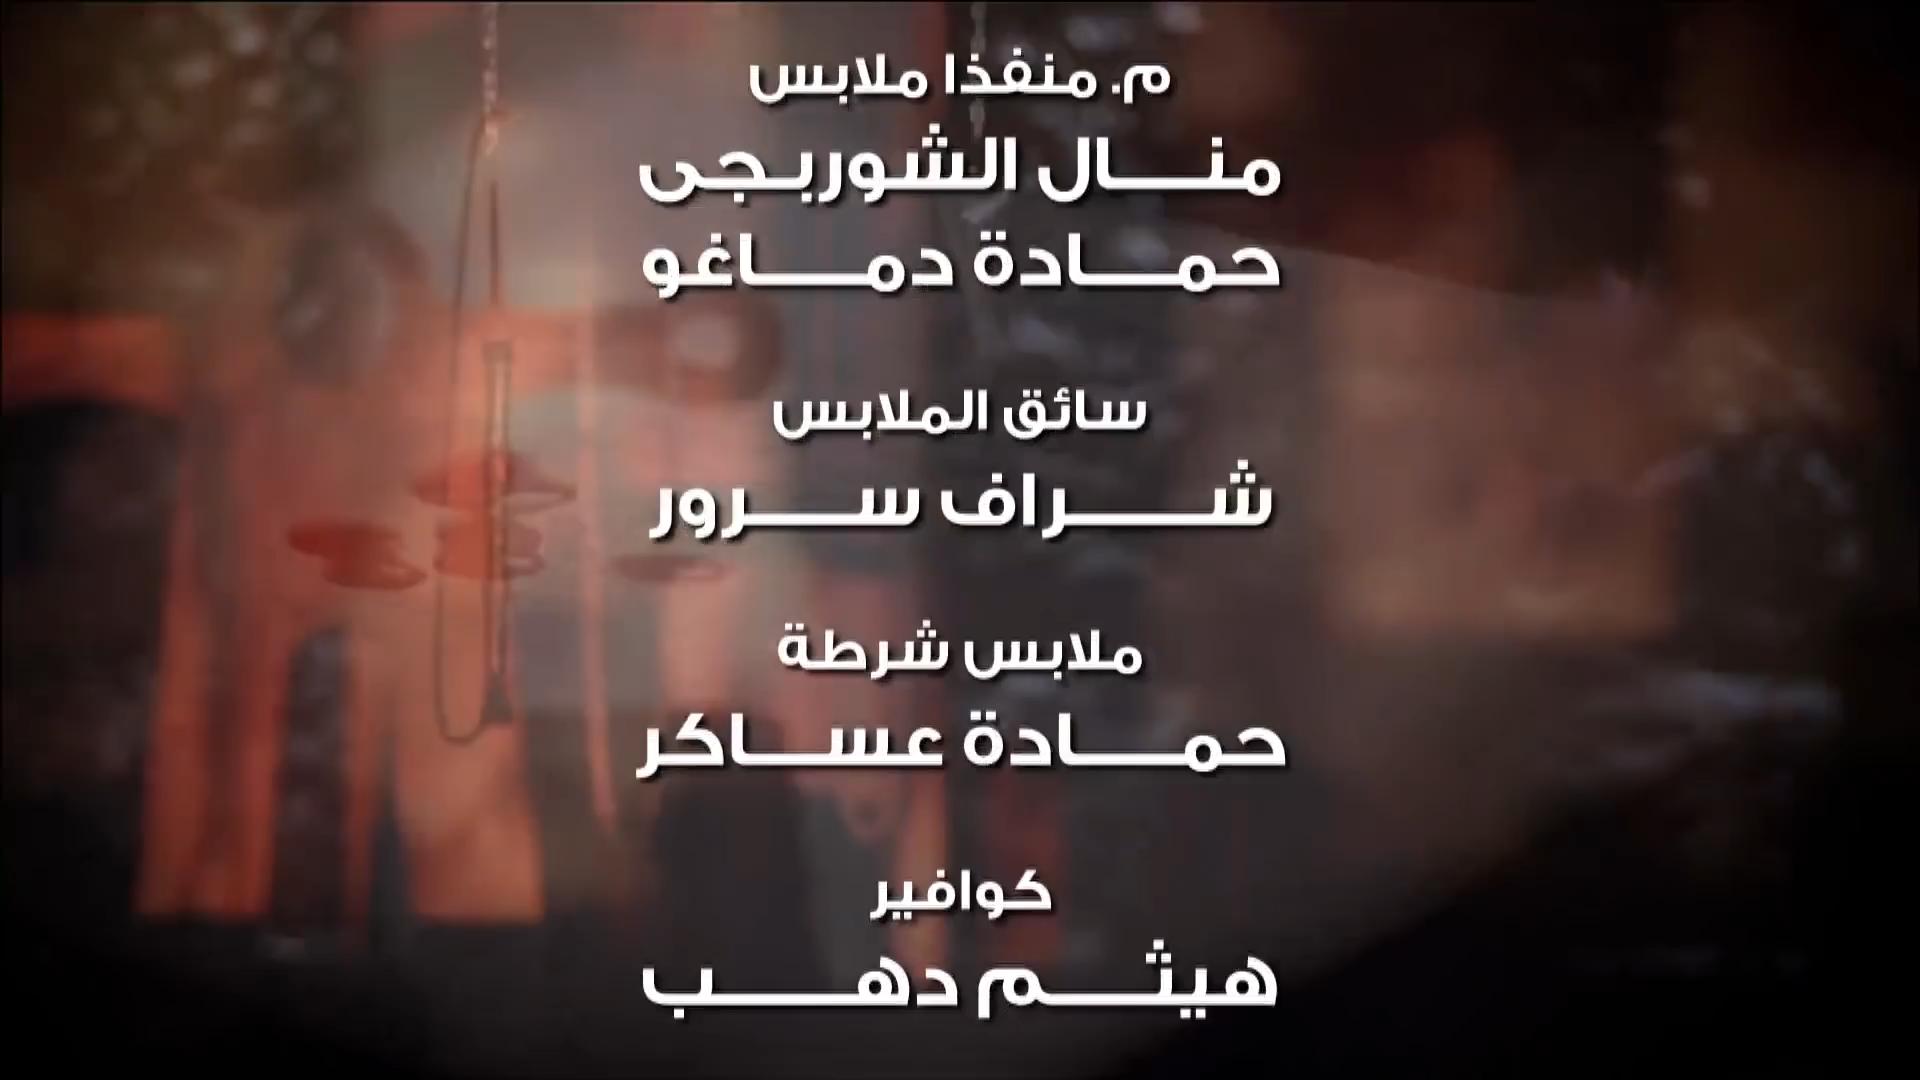 م. منفذا ملابس
منال الشوربجى
حمادة دماغو
سائق الملابس
شراف سرور
ملابس شرطة
حمادة عساكر
كوافير
هيثم دهب